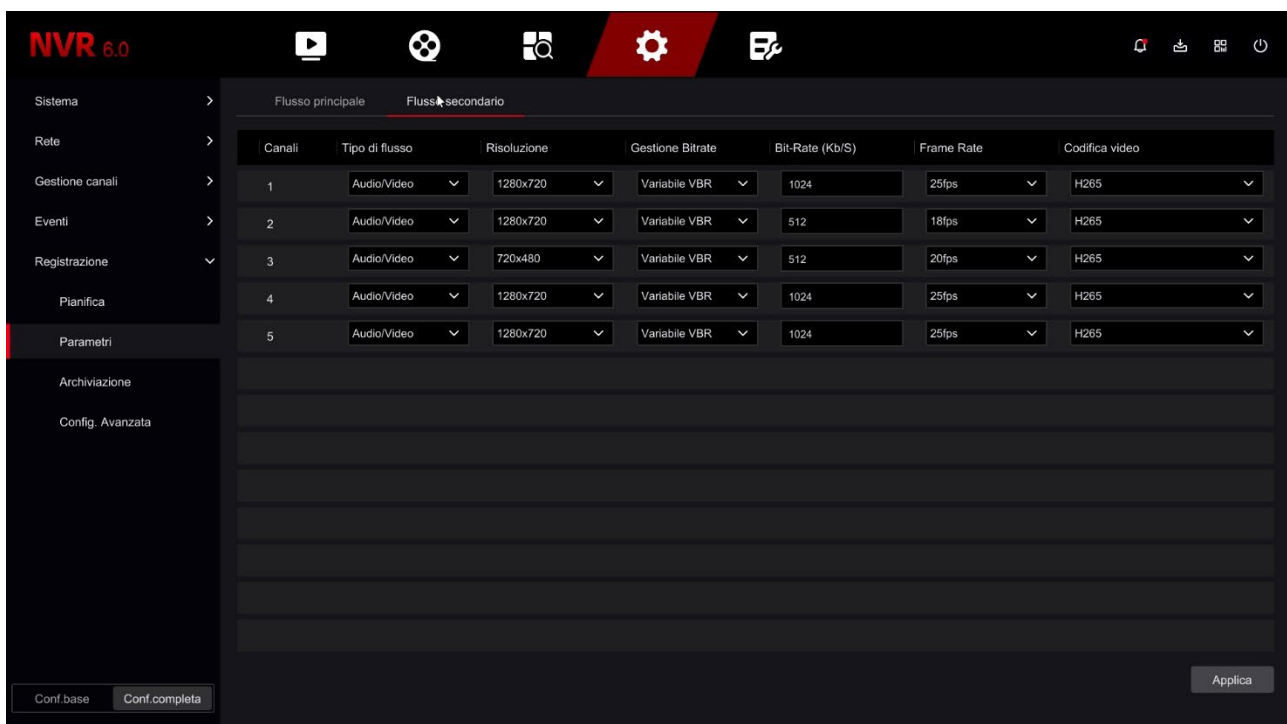 NVR 6.0
Sistema
Rete
Gestione canali
Eventi
Registrazione
Pianifica
Parametri
Archiviazione
Config. Avanzata
Conf.base Conf.completa
Flusso principale Flusso secondario
Canali Tipo di flusso Risoluzione Gestione Bitrate Bit-Rate (Kb/S) Frame Rate Codifica video
1 Audio/Video 1280x720 Variabile VBR 1024 25fps H265
2 Audio/Video 1280x720 Variabile VBR 512 18fps H265
3 Audio/Video 720x480 Variabile VBR 512 20fps H265
4 Audio/Video 1280x720 Variabile VBR 1024 25fps H265
5 Audio/Video 1280x720 Variabile VBR 1024 25fps H265
Applica